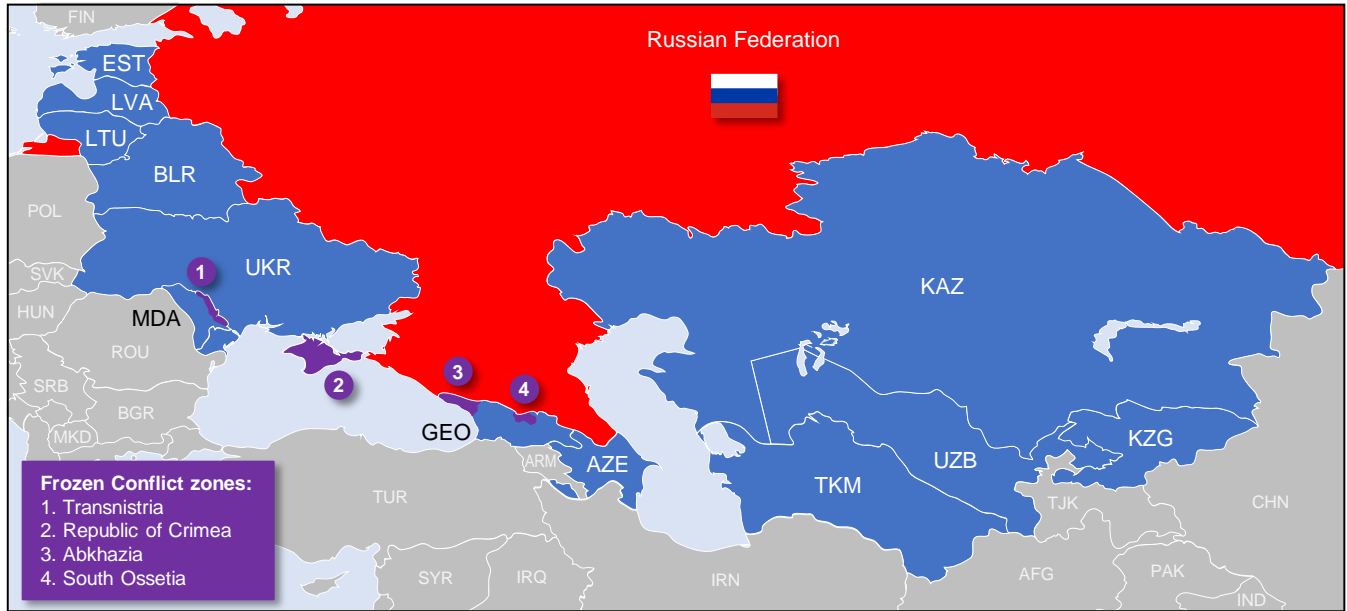 FIN
Russian Federation
EST
LVA
LTU
BLR
POL
UKR
KAZ
SVK
1
HUN
MDA
ROU
SRB
2
3
4
BGR
GEO
MKD
KZG
ARM
AZE
UZB
TKM
TUR
TJK
CHN
SYR
IRQ
IRN
AFG
PAK
IND
Frozen Conflict zones:
1. Transnistria
2. Republic of Crimea
3. Abkhazia
4. South Ossetia